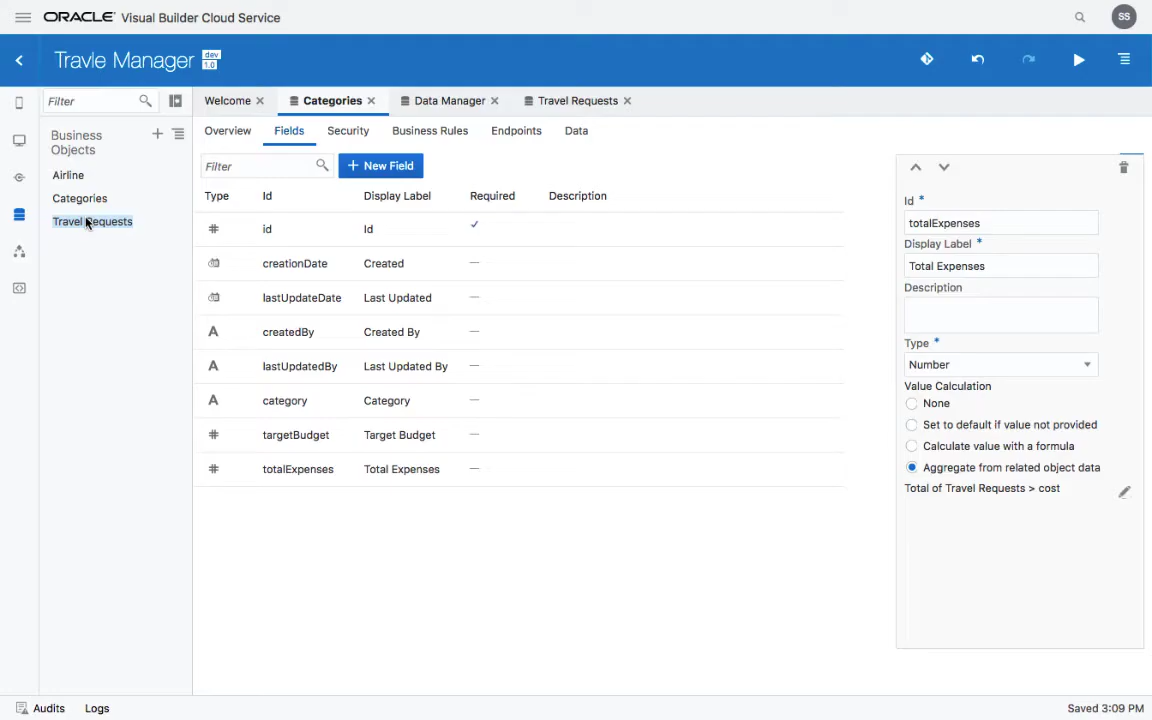 ORACLE Visual Builder Cloud Service
SS
Travle Manager dev 1.0
Filter
Welcome
Categories
Data Manager
Travel Requests
Business Objects
Airline
Categories
Travel Requests
Overview
Fields
Security
Business Rules
Endpoints
Data
Filter
+ New Field
Type Id Display Label Required Description
# id Id
creationDate Created
lastUpdateDate Last Updated
A createdBy Created By
A lastUpdatedBy Last Updated By
A category Category
# targetBudget Target Budget
# totalExpenses Total Expenses
Id *
totalExpenses
Display Label *
Total Expenses
Description
Type *
Number
Value Calculation
None
Set to default if value not provided
Calculate value with a formula
Aggregate from related object data
Total of Travel Requests > cost
Audits
Logs
Saved 3:09 PM